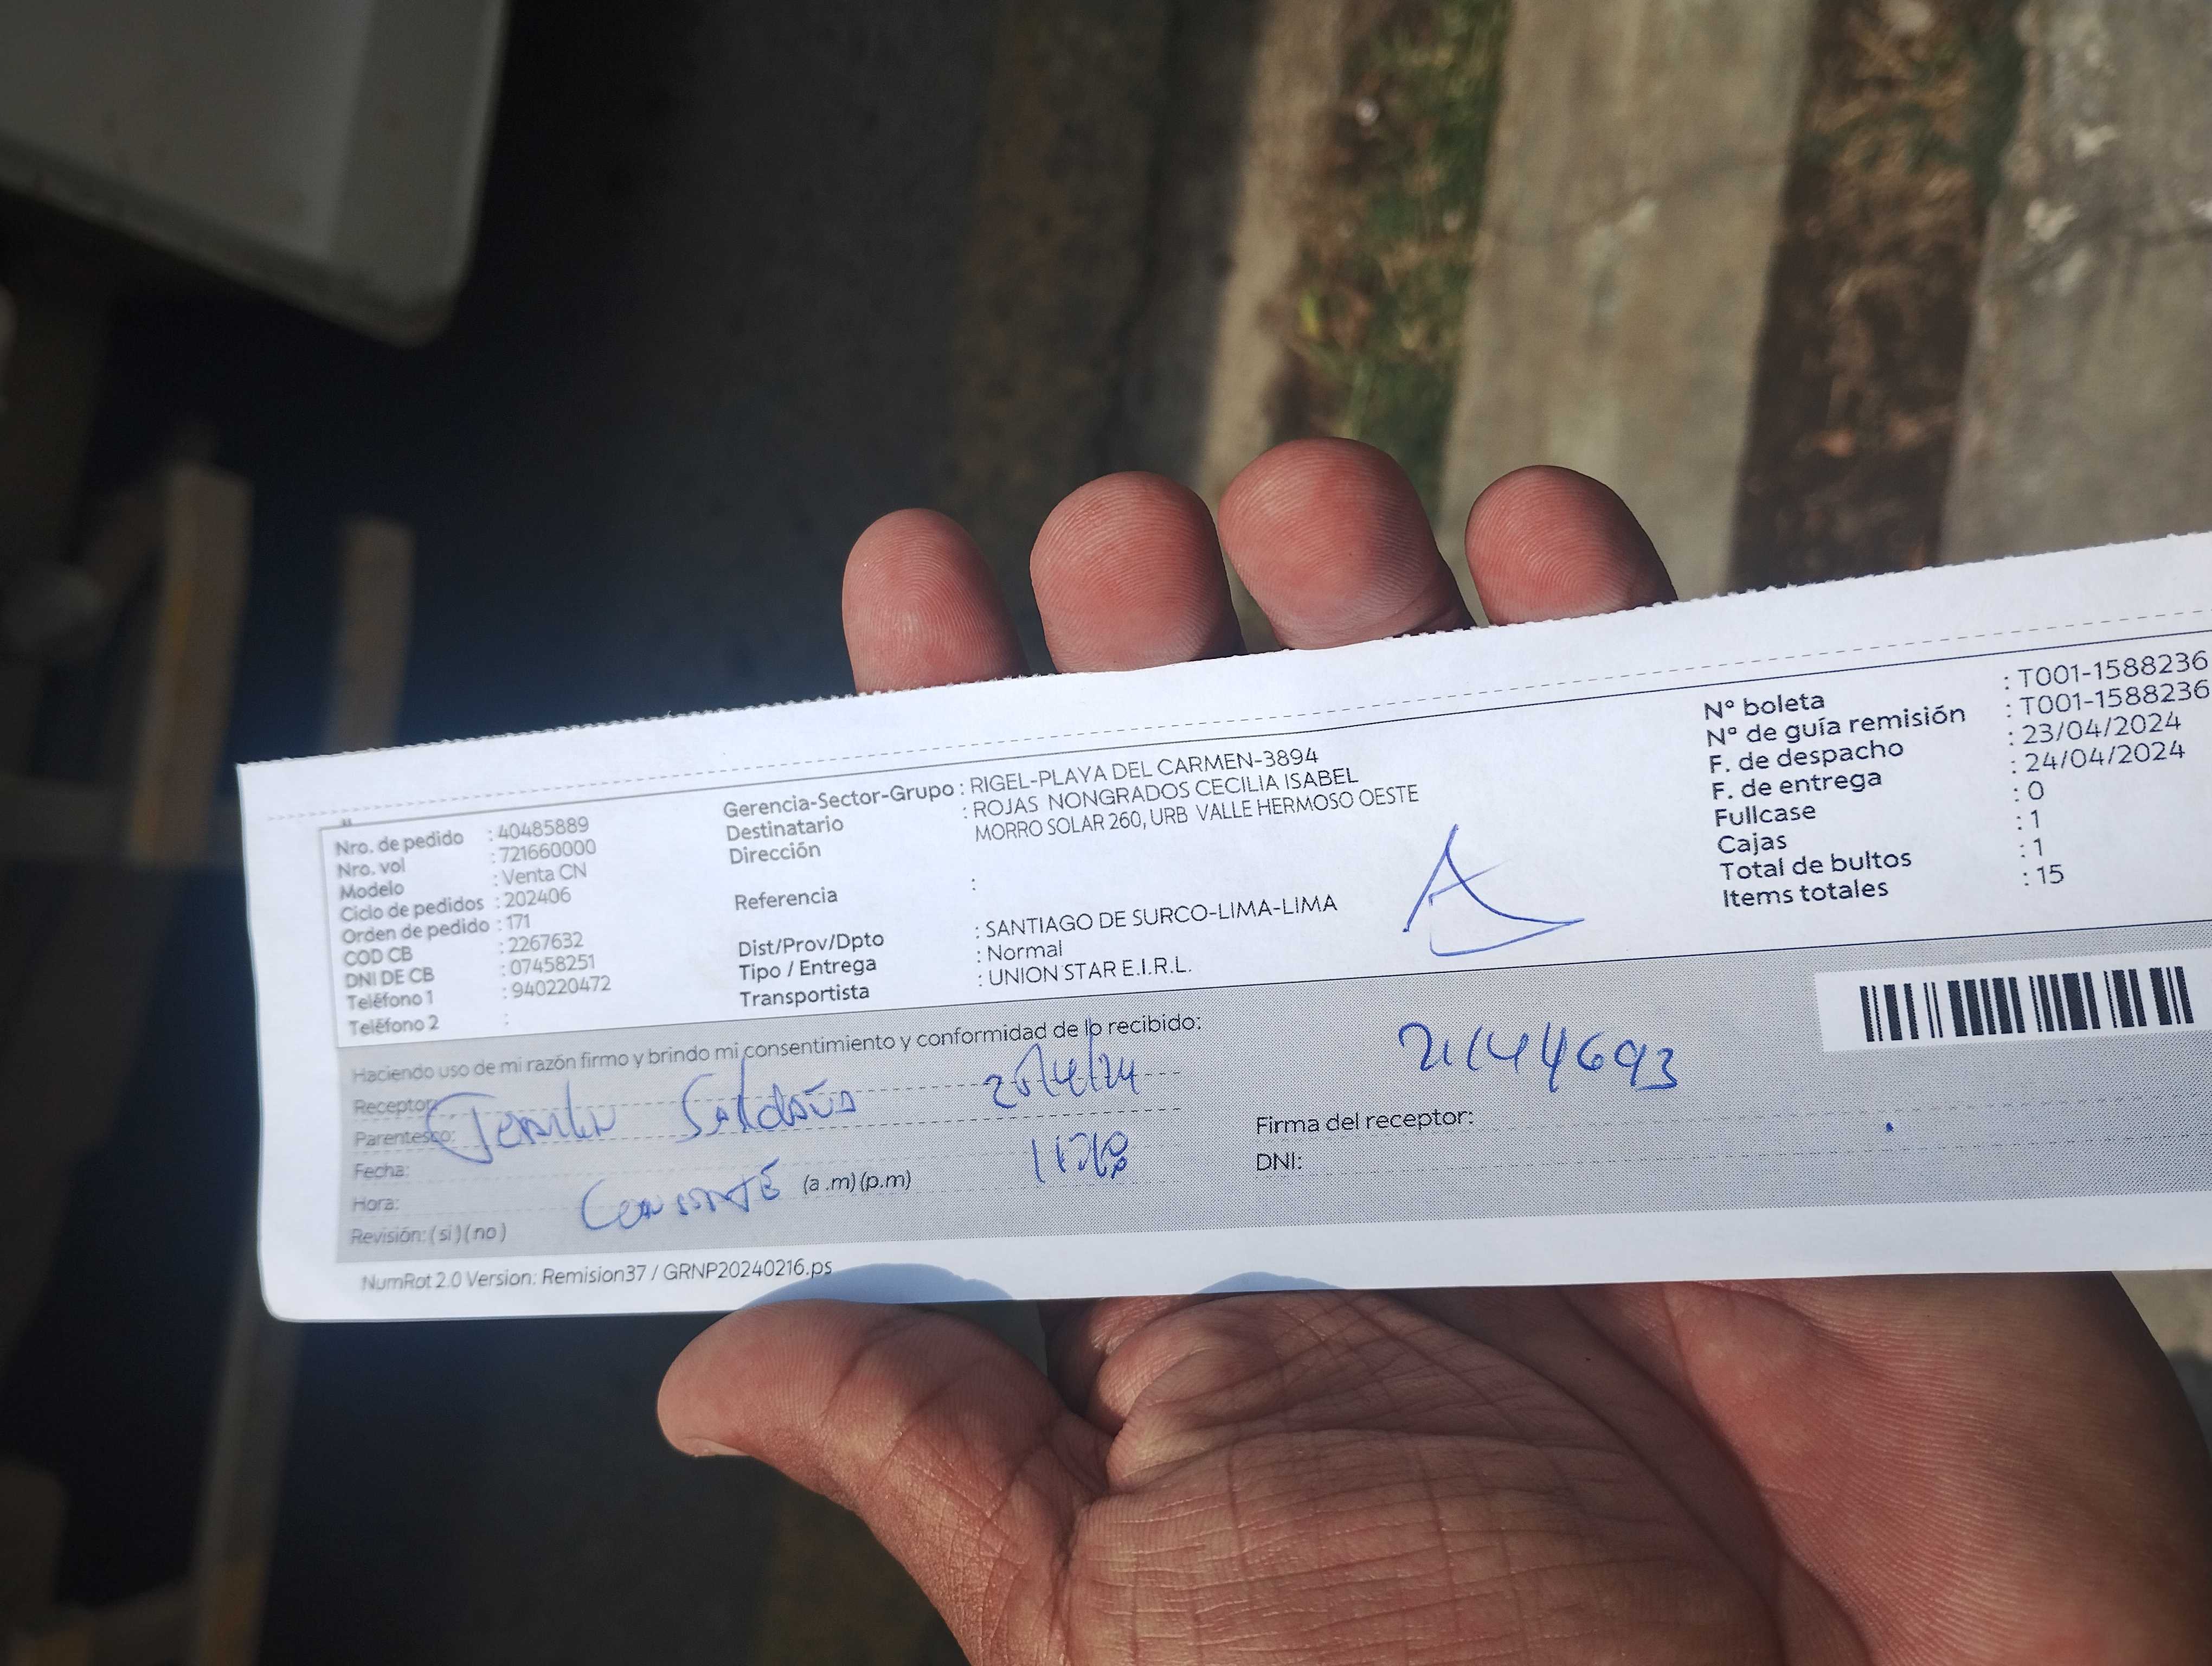 Nro. de pedido : 40485889
Nro. vol : 721660000
Modelo : Venta CN
Ciclo de pedidos : 202406
Orden de pedido : 171
COD CB : 2267632
DNI DE CB : 07458251
Teléfono 1 : 940220472
Teléfono 2 :
Gerencia-Sector-Grupo : RIGEL-PLAYA DEL CARMEN-3894
Destinatario : ROJAS NONGRADOS CECILIA ISABEL
Dirección MORRO SOLAR 260, URB VALLE HERMOSO OESTE
Referencia :
Dist/Prov/Dpto : SANTIAGO DE SURCO-LIMA-LIMA
Tipo / Entrega : Normal
Transportista : UNION STAR E.I.R.L.
N° boleta : T001-1588236
N° de guía remisión : T001-1588236
F. de despacho : 23/04/2024
F. de entrega : 24/04/2024
Fullcase : 0
Cajas : 1
Total de bultos : 1
Items totales : 15
Haciendo uso de mi razón firmo y brindo mi consentimiento y conformidad de lo recibido:
Receptor:
Parentesco:
Fecha:
Hora: (a .m) (p.m)
Revisión: ( si ) ( no )
21144693
Firma del receptor:
DNI:
NumRot 2.0 Version: Remision37 / GRNP20240216.ps